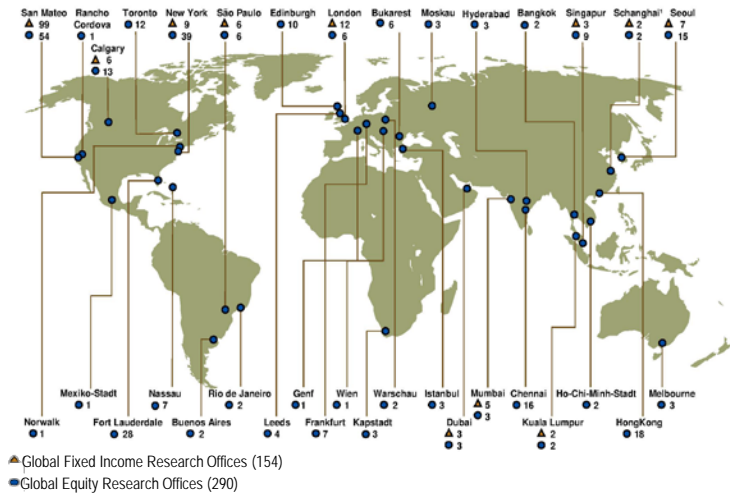 San Mateo
99
54
Rancho
Cordova
1
Calgary
6
13
Toronto
12
New York
9
39
São Paulo
6
6
Edinburgh
10
London
12
6
Bukarest
6
Moskau
3
Hyderabad
3
Bangkok
2
Singapur
3
9
Schanghai¹
2
2
Seoul
7
15
Mexiko-Stadt
1
Nassau
7
Rio de Janeiro
2
Genf
1
Wien
1
Warschau
2
Istanbul
3
Mumbai
5
3
Chennai
16
Ho-Chi-Minh-Stadt
2
Melbourne
3
Norwalk
1
Fort Lauderdale
28
Buenos Aires
2
Leeds
4
Frankfurt
7
Kapstadt
3
Dubai
3
3
Kuala Lumpur
2
2
HongKong
18
Global Fixed Income Research Offices (154)
Global Equity Research Offices (290)